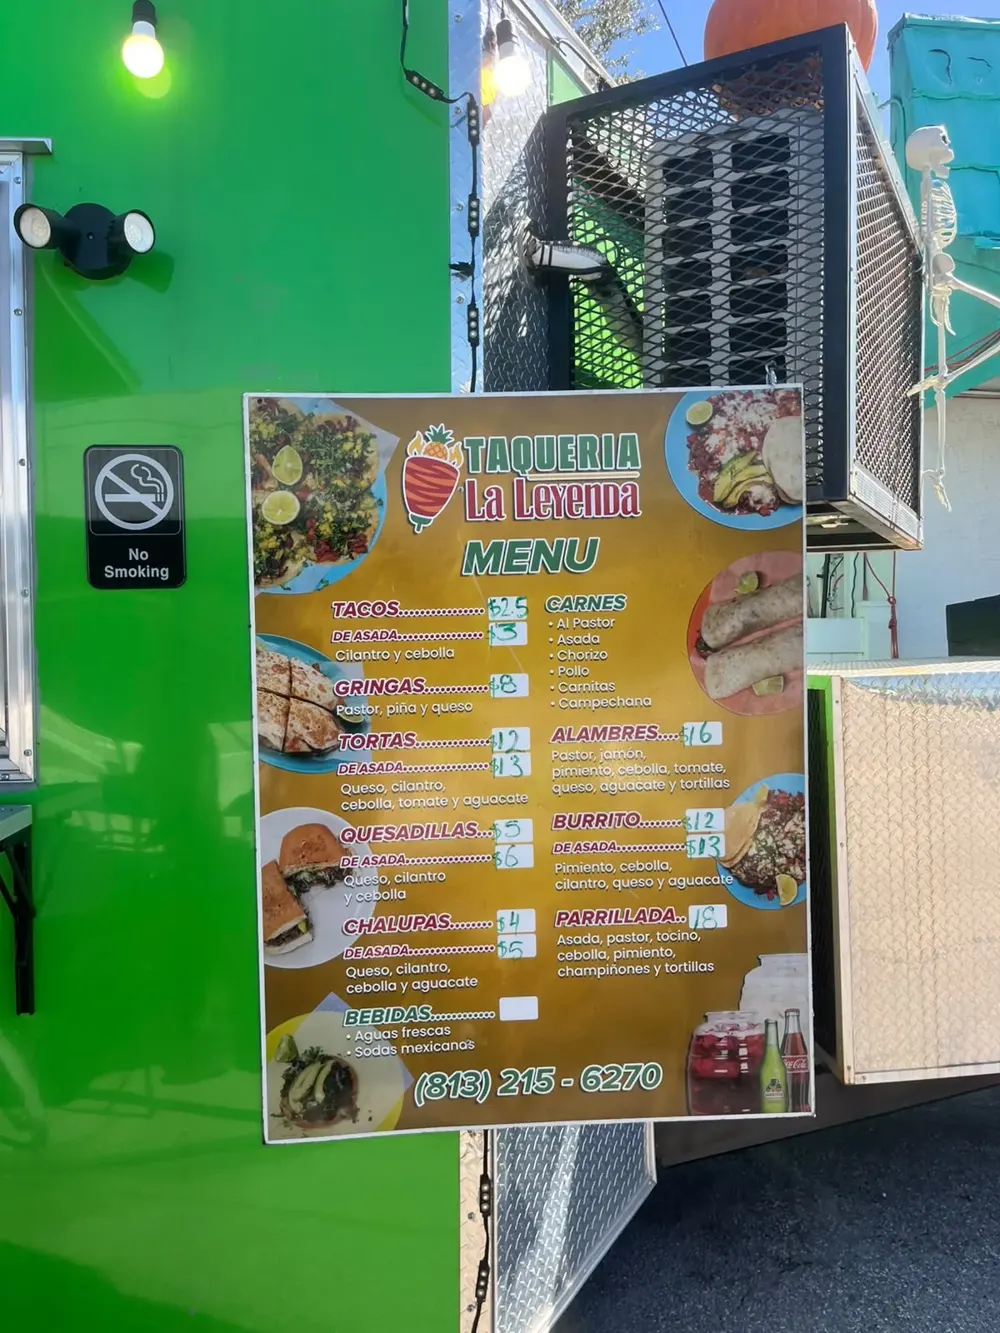 No
Smoking
TAQUERIA
La Leyenda
MENU
TACOS................ $2.5
DE ASADA................ $3
Cilantro y cebolla
GRINGAS............ $8
Pastor, piña y queso
TORTAS.............. $12
DE ASADA................ $13
Queso, cilantro,
cebolla, tomate y aguacate
QUESADILLAS... $5
DE ASADA................ $6
Queso, cilantro
y cebolla
CHALUPAS........ $4
DE ASADA................ $5
Queso, cilantro,
cebolla y aguacate
BEBIDAS............
• Aguas frescas
• Sodas mexicanas
CARNES
• Al Pastor
• Asada
• Chorizo
• Pollo
• Carnitas
• Campechana
ALAMBRES.... $16
Pastor, jamón,
pimiento, cebolla, tomate,
queso, aguacate y tortillas
BURRITO........ $12
DE ASADA................ $13
Pimiento, cebolla,
cilantro, queso y aguacate
PARRILLADA.. 18
Asada, pastor, tocino,
cebolla, pimiento,
champiñones y tortillas
(813) 215 - 6270
Coca-Cola